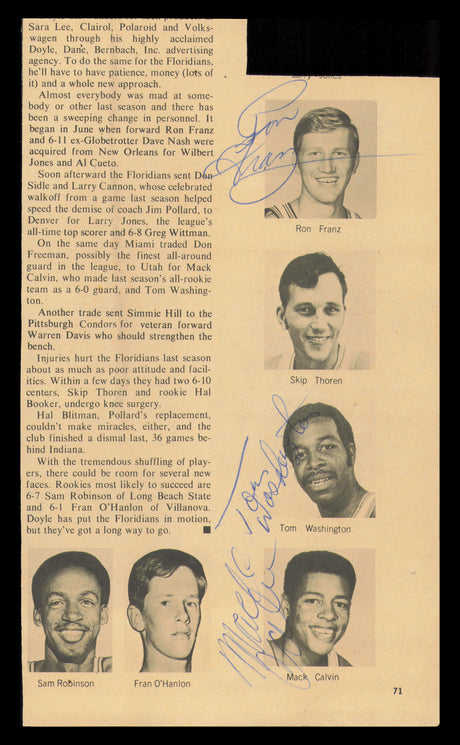 Sara Lee, Clairol, Polaroid and Volks-
wagen through his highly acclaimed
Doyle, Dane, Bernbach, Inc. advertising
agency. To do the same for the Floridians,
he'll have to have patience, money (lots of
it) and a whole new approach.
Almost everybody was mad at some-
body or other last season and there has
been a sweeping change in personnel. It
began in June when forward Ron Franz
and 6-11 ex-Globetrotter Dave Nash were
acquired from New Orleans for Wilbert
Jones and Al Cueto.
Soon afterward the Floridians sent Don
Sidle and Larry Cannon, whose celebrated
walkoff from a game last season helped
speed the demise of coach Jim Pollard, to
Denver for Larry Jones, the league's
all-time top scorer and 6-8 Greg Wittman.
On the same day Miami traded Don
Freeman, possibly the finest all-around
guard in the league, to Utah for Mack
Calvin, who made last season's all-rookie
team as a 6-0 guard, and Tom Washing-
ton.
Another trade sent Simmie Hill to the
Pittsburgh Condors for veteran forward
Warren Davis who should strengthen the
bench.
Injuries hurt the Floridians last season
about as much as poor attitude and facil-
ities. Within a few days they had two 6-10
centers, Skip Thoren and rookie Hal
Booker, undergo knee surgery.
Hal Blitman, Pollard's replacement,
couldn't make miracles, either, and the
club finished a dismal last, 36 games be-
hind Indiana.
With the tremendous shuffling of play-
ers, there could be room for several new
faces. Rookies most likely to succeed are
6-7 Sam Robinson of Long Beach State
and 6-1 Fran O'Hanlon of Villanova.
Doyle has put the Floridians in motion,
but they've got a long way to go.
Larry Jones
Ron
Franz
Ron Franz
Skip Thoren
Tom
Washington
Tom Washington
Mack
Calvin
Sam Robinson
Fran O'Hanlon
Mack Calvin
71